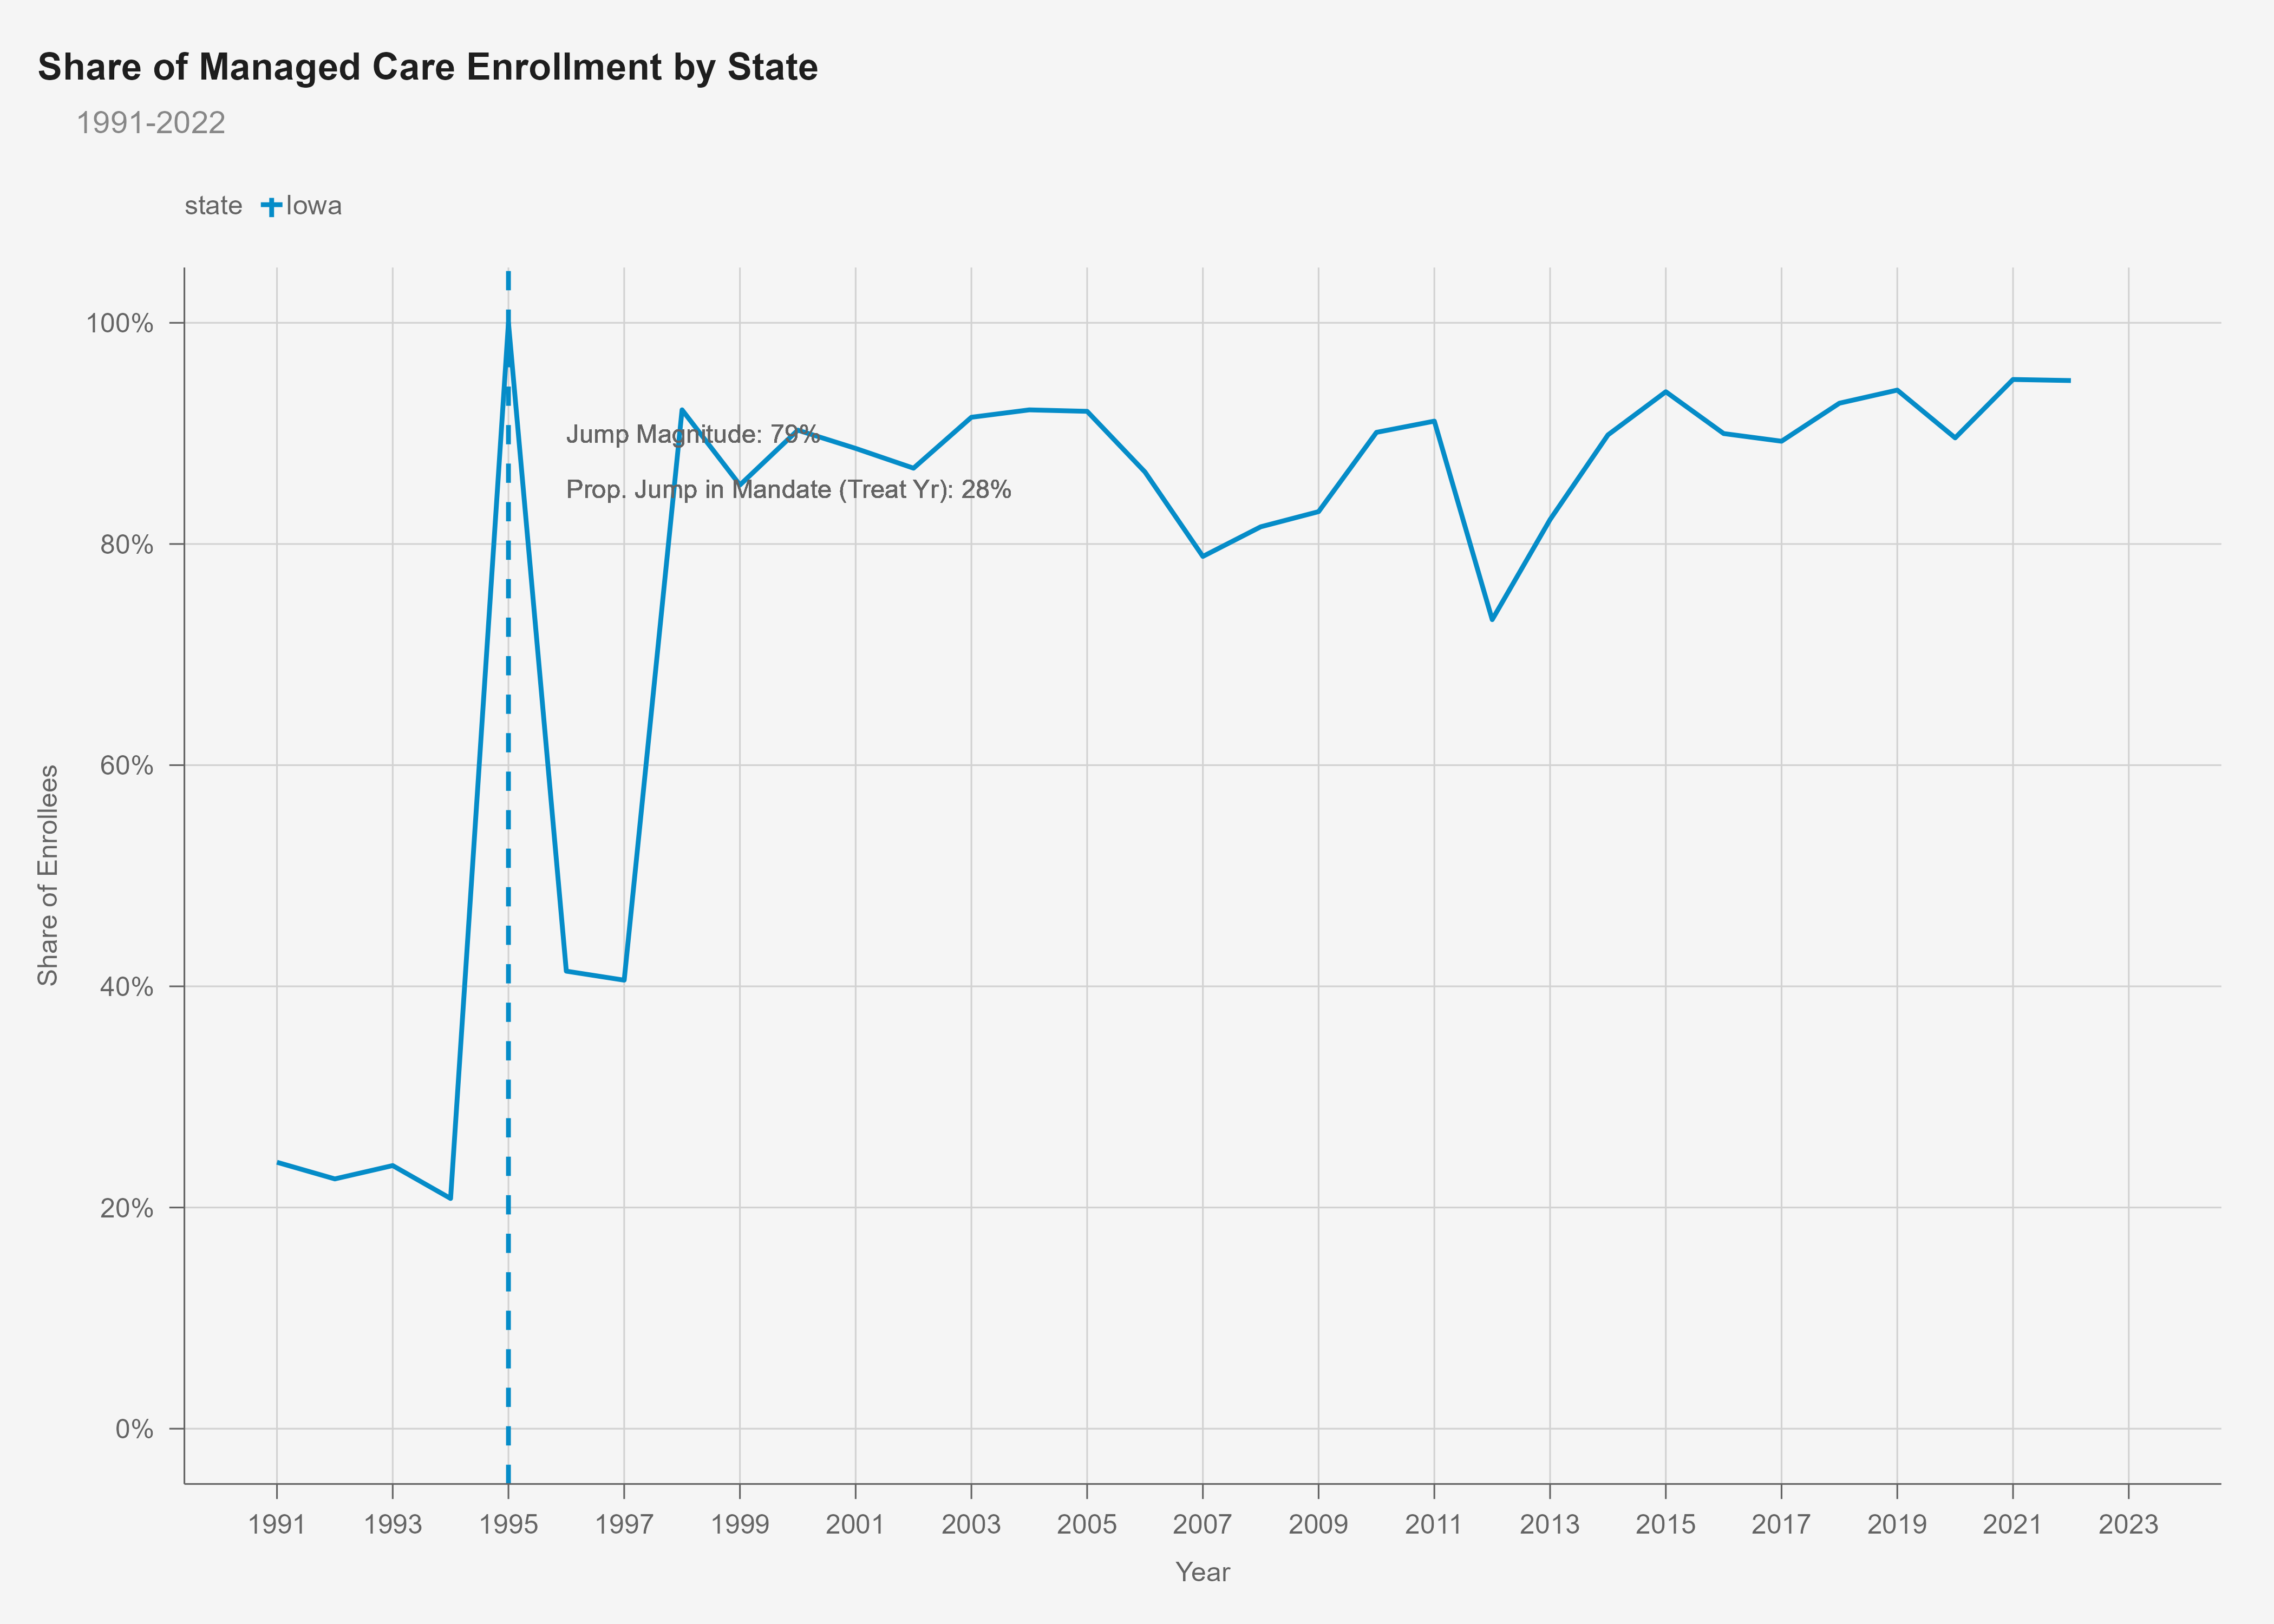 Share of Managed Care Enrollment by State
1991-2022
state Iowa
100%
80%
60%
40%
20%
0%
Share of Enrollees
Jump Magnitude: 79%
Prop. Jump in Mandate (Treat Yr): 28%
1991 1993 1995 1997 1999 2001 2003 2005 2007 2009 2011 2013 2015 2017 2019 2021 2023
Year